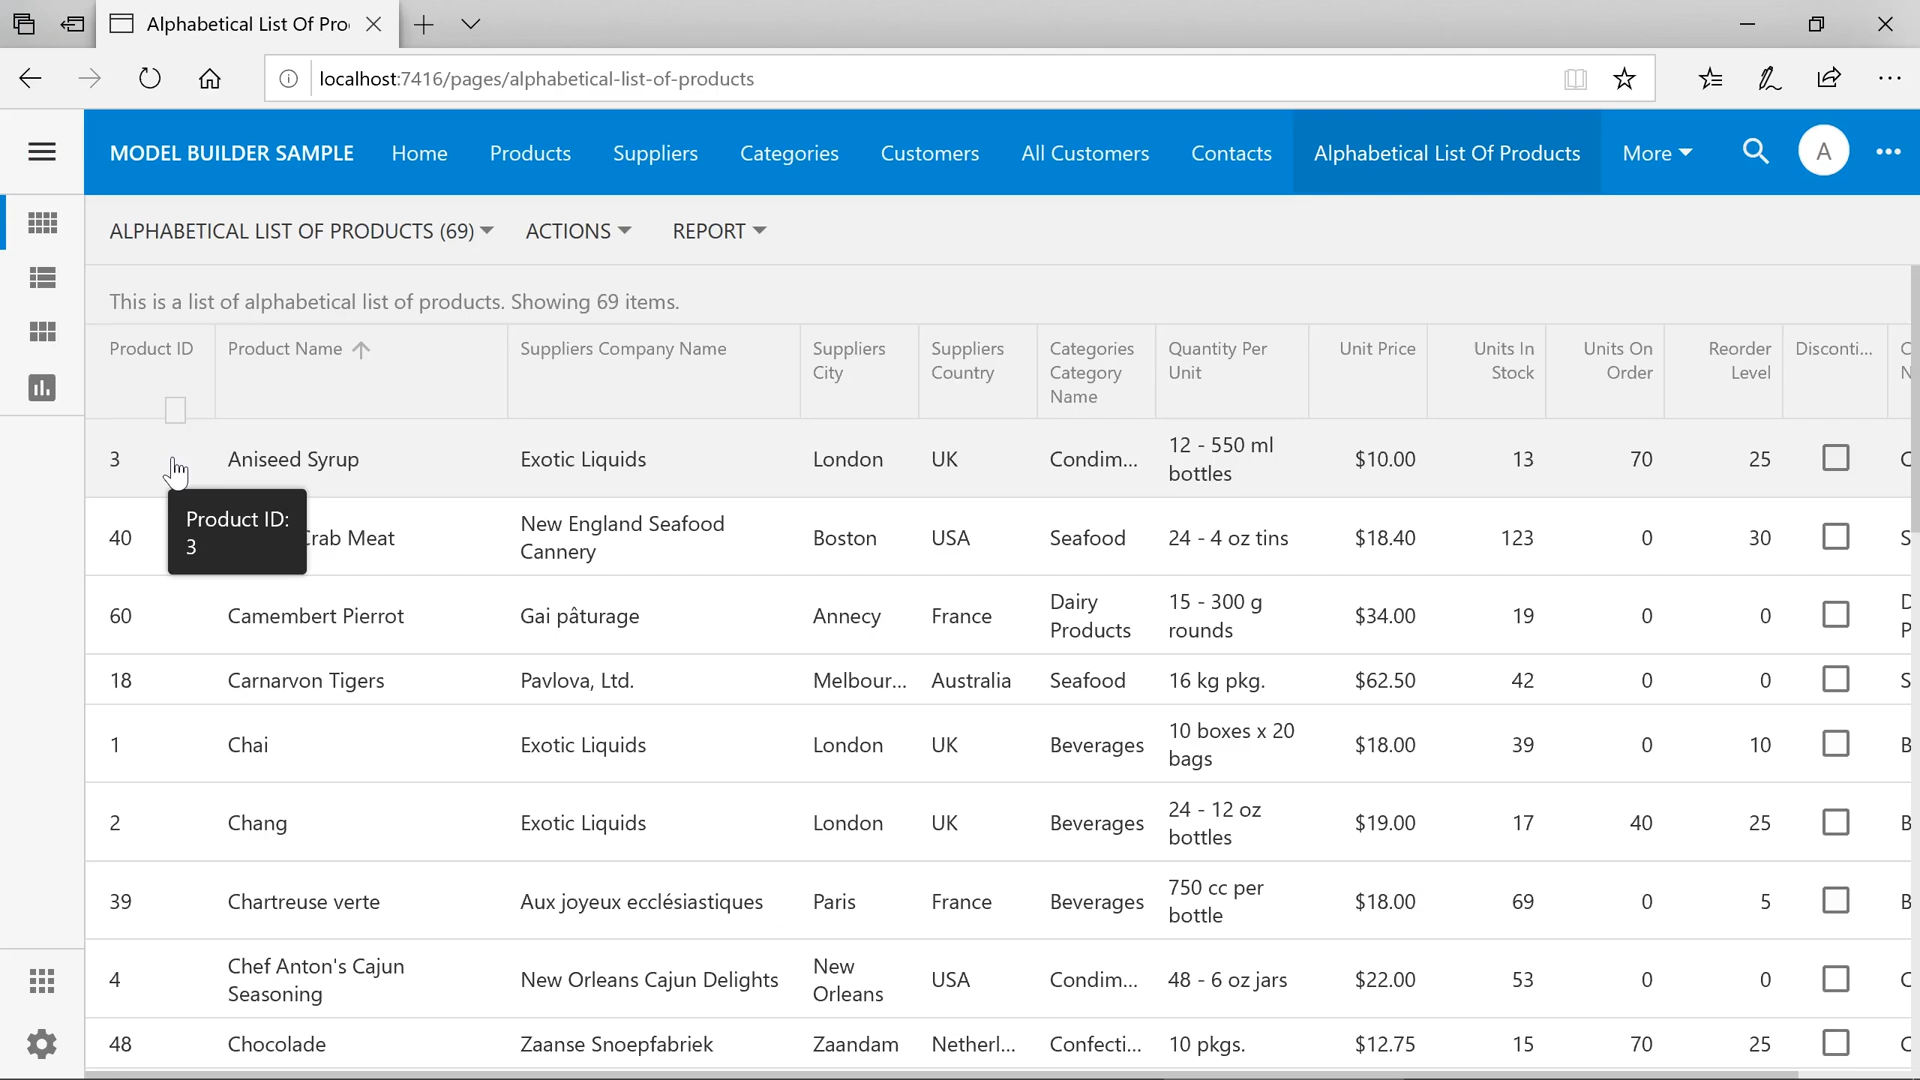 Alphabetical List Of Pro
localhost:7416/pages/alphabetical-list-of-products
MODEL BUILDER SAMPLE Home Products Suppliers Categories Customers All Customers Contacts Alphabetical List Of Products More A
ALPHABETICAL LIST OF PRODUCTS (69) ACTIONS REPORT
This is a list of alphabetical list of products. Showing 69 items.
Product ID Product Name Suppliers Company Name Suppliers City Suppliers Country Categories Category Name Quantity Per Unit Unit Price Units In Stock Units On Order Reorder Level Disconti...
3 Aniseed Syrup Exotic Liquids London UK Condim... 12 - 550 ml bottles $10.00 13 70 25
Product ID:
3
40 Crab Meat New England Seafood Cannery Boston USA Seafood 24 - 4 oz tins $18.40 123 0 30
60 Camembert Pierrot Gai pâturage Annecy France Dairy Products 15 - 300 g rounds $34.00 19 0 0
18 Carnarvon Tigers Pavlova, Ltd. Melbour... Australia Seafood 16 kg pkg. $62.50 42 0 0
1 Chai Exotic Liquids London UK Beverages 10 boxes x 20 bags $18.00 39 0 10
2 Chang Exotic Liquids London UK Beverages 24 - 12 oz bottles $19.00 17 40 25
39 Chartreuse verte Aux joyeux ecclésiastiques Paris France Beverages 750 cc per bottle $18.00 69 0 5
4 Chef Anton's Cajun Seasoning New Orleans Cajun Delights New Orleans USA Condim... 48 - 6 oz jars $22.00 53 0 0
48 Chocolade Zaanse Snoepfabriek Zaandam Netherl... Confecti... 10 pkgs. $12.75 15 70 25